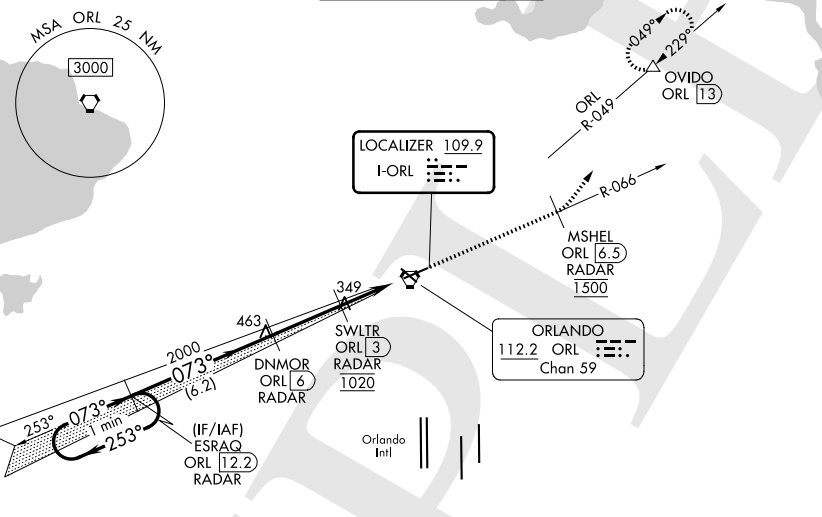 MSA ORL 25 NM
3000
049°
229°
OVIDO
ORL 13
ORL
R-049
LOCALIZER 109.9
I-ORL
R-066
MSHEL
ORL 6.5
RADAR
1500
349
463
SWLTR
ORL 3
RADAR
1020
ORLANDO
112.2 ORL
Chan 59
2000
073°
(6.2)
DNMOR
ORL 6
RADAR
253°
073°
1 min
253°
(IF/IAF)
ESRAQ
ORL 12.2
RADAR
Orlando
Intl